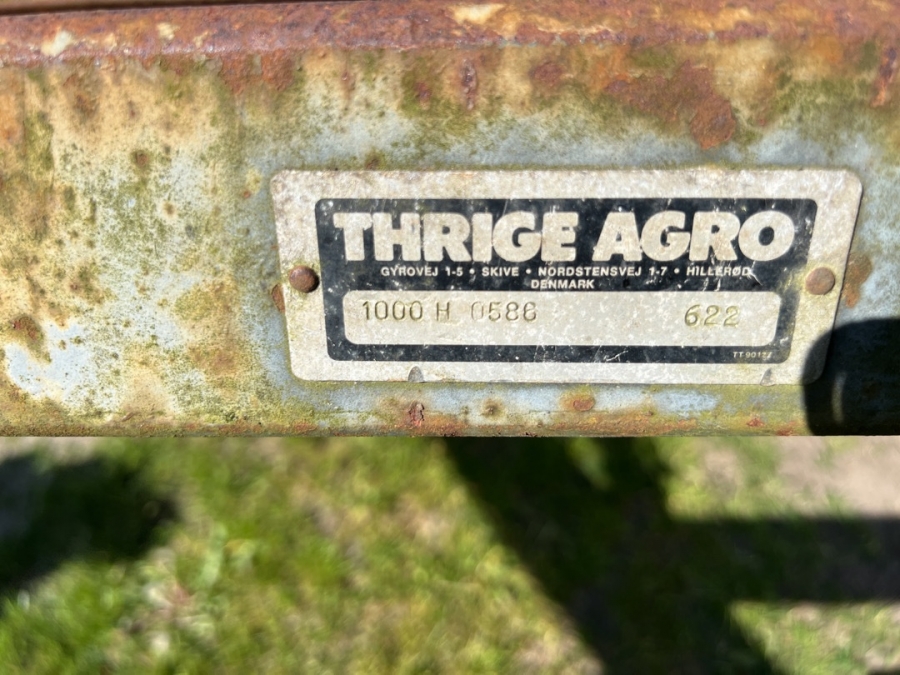 THRIGE AGRO
GYROVEJ 1-5 • SKIVE • NORDSTENSVEJ 1-7 • HILLERØD
DENMARK
1000 H 0586 622